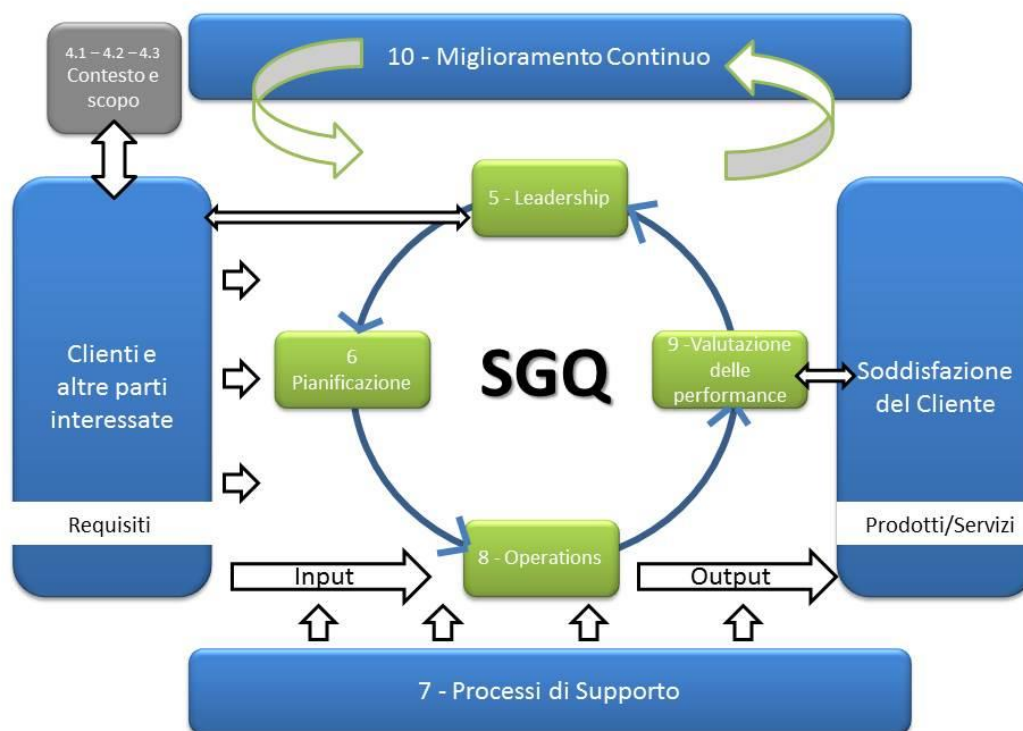 4.1 – 4.2 – 4.3
Contesto e
scopo
10 - Miglioramento Continuo
5 - Leadership
Clienti e
altre parti
interessate
Requisiti
6
Pianificazione
SGQ
9 -Valutazione
delle
performance
Soddisfazione
del Cliente
Prodotti/Servizi
Input
8 - Operations
Output
7 - Processi di Supporto